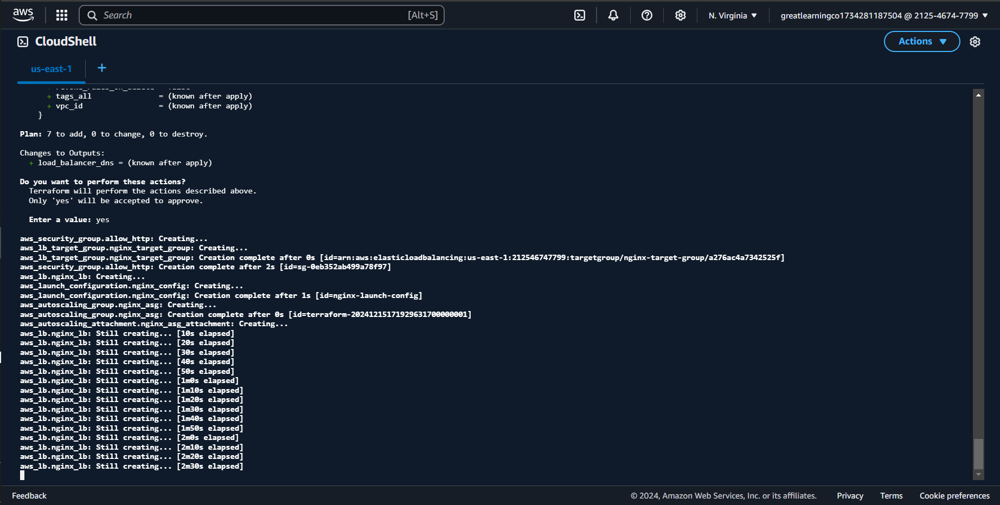 aws
Search [Alt+S]
N. Virginia
greatlearningco1734281187504 @ 2125-4674-7799
CloudShell
Actions
us-east-1
+
+ tags_all = (known after apply)
+ vpc_id = (known after apply)
}
Plan: 7 to add, 0 to change, 0 to destroy.
Changes to Outputs:
+ load_balancer_dns = (known after apply)
Do you want to perform these actions?
Terraform will perform the actions described above.
Only 'yes' will be accepted to approve.
Enter a value: yes
aws_security_group.allow_http: Creating...
aws_lb_target_group.nginx_target_group: Creating...
aws_lb_target_group.nginx_target_group: Creation complete after 0s [id=arn:aws:elasticloadbalancing:us-east-1:212546747799:targetgroup/nginx-target-group/a276ac4a7342525f]
aws_security_group.allow_http: Creation complete after 2s [id=sg-0eb352ab499a78f97]
aws_lb.nginx_lb: Creating...
aws_launch_configuration.nginx_config: Creating...
aws_launch_configuration.nginx_config: Creation complete after 1s [id=nginx-launch-config]
aws_autoscaling_group.nginx_asg: Creating...
aws_autoscaling_group.nginx_asg: Creation complete after 0s [id=terraform-20241215171929631700000001]
aws_autoscaling_attachment.nginx_asg_attachment: Creating...
aws_lb.nginx_lb: Still creating... [10s elapsed]
aws_lb.nginx_lb: Still creating... [20s elapsed]
aws_lb.nginx_lb: Still creating... [30s elapsed]
aws_lb.nginx_lb: Still creating... [40s elapsed]
aws_lb.nginx_lb: Still creating... [50s elapsed]
aws_lb.nginx_lb: Still creating... [1m0s elapsed]
aws_lb.nginx_lb: Still creating... [1m10s elapsed]
aws_lb.nginx_lb: Still creating... [1m20s elapsed]
aws_lb.nginx_lb: Still creating... [1m30s elapsed]
aws_lb.nginx_lb: Still creating... [1m40s elapsed]
aws_lb.nginx_lb: Still creating... [1m50s elapsed]
aws_lb.nginx_lb: Still creating... [2m0s elapsed]
aws_lb.nginx_lb: Still creating... [2m10s elapsed]
aws_lb.nginx_lb: Still creating... [2m20s elapsed]
aws_lb.nginx_lb: Still creating... [2m30s elapsed]
Feedback
© 2024, Amazon Web Services, Inc. or its affiliates.
Privacy
Terms
Cookie preferences